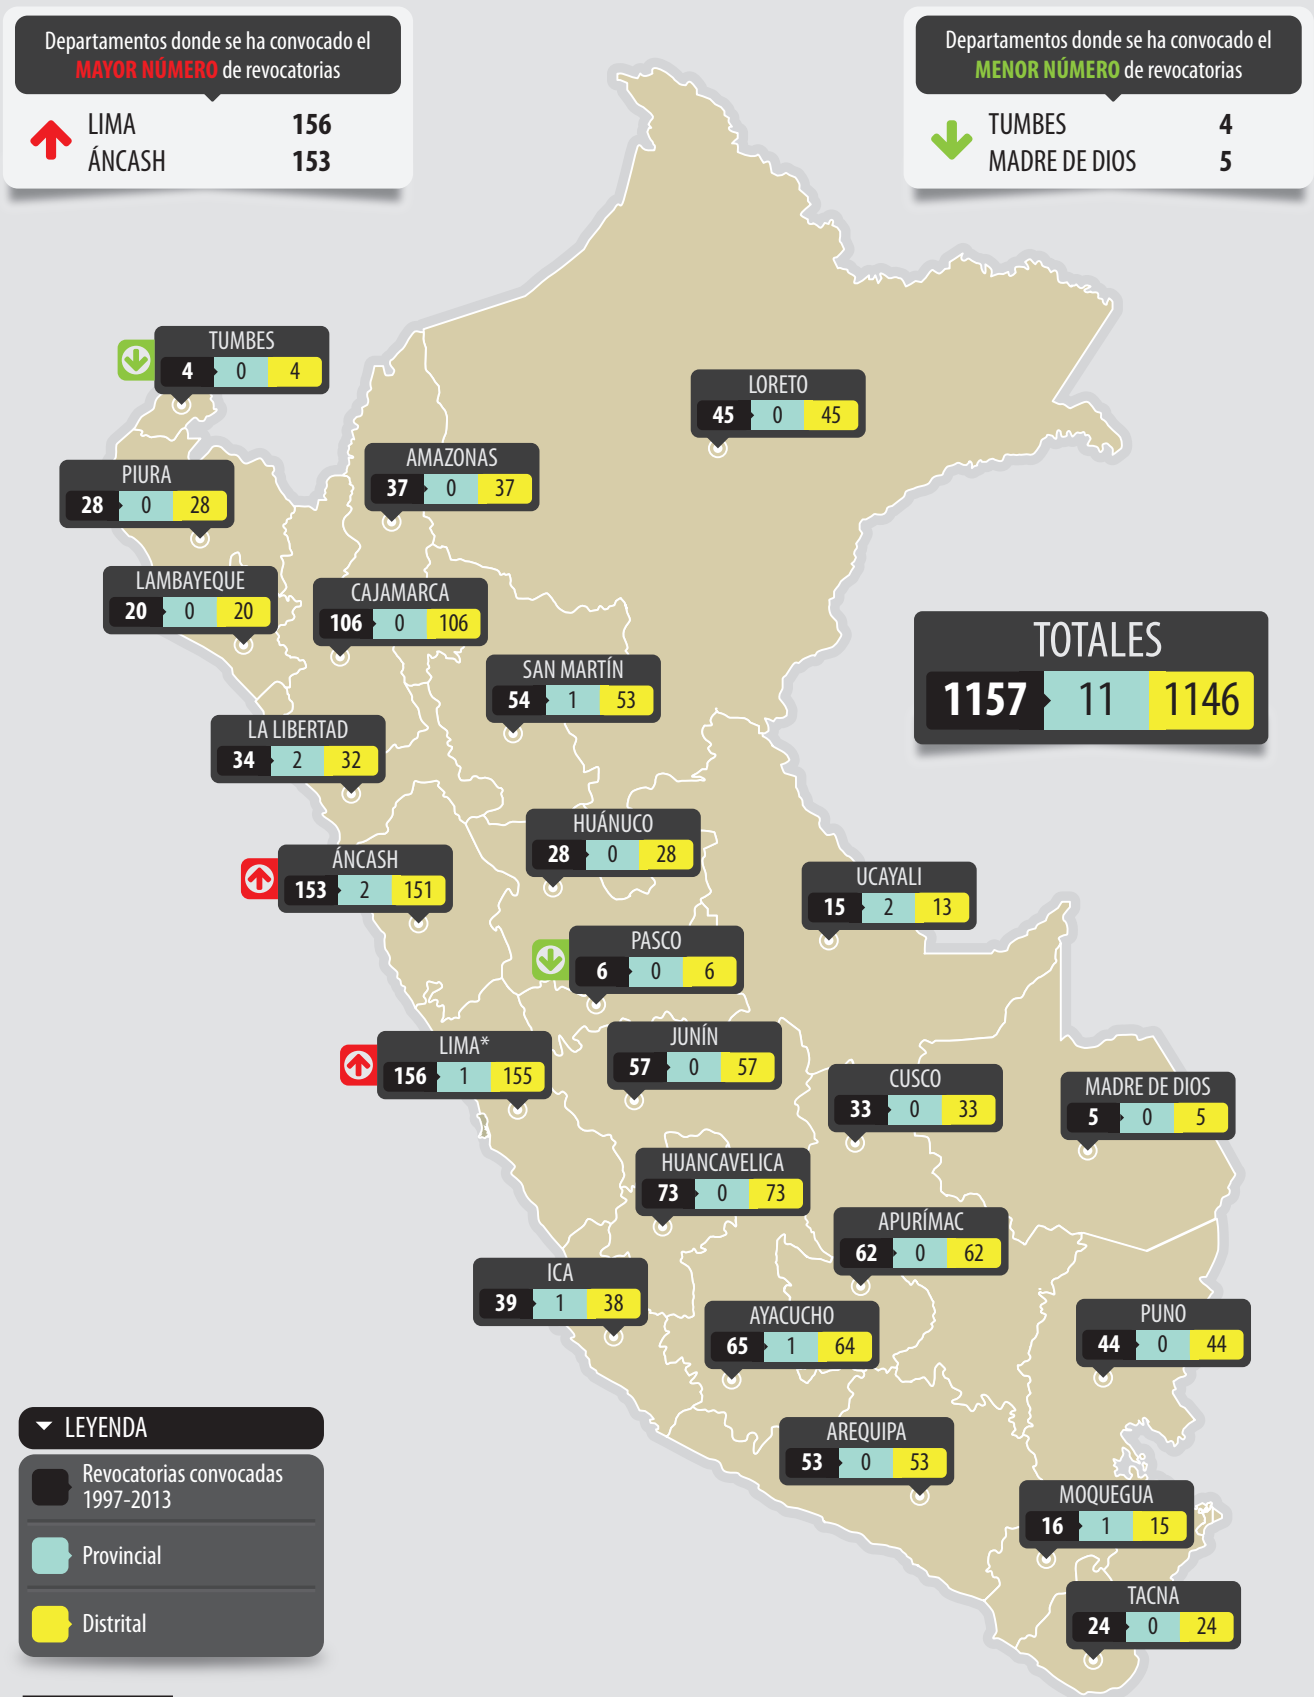 Departamentos donde se ha convocado el
MAYOR NÚMERO de revocatorias
LIMA 156
ÁNCASH 153
Departamentos donde se ha convocado el
MENOR NÚMERO de revocatorias
TUMBES 4
MADRE DE DIOS 5
TUMBES
4 0 4
LORETO
45 0 45
AMAZONAS
37 0 37
PIURA
28 0 28
LAMBAYEQUE
20 0 20
CAJAMARCA
106 0 106
TOTALES
1157 11 1146
SAN MARTÍN
54 1 53
LA LIBERTAD
34 2 32
HUÁNUCO
28 0 28
ÁNCASH
153 2 151
UCAYALI
15 2 13
PASCO
6 0 6
LIMA*
156 1 155
JUNÍN
57 0 57
CUSCO
33 0 33
MADRE DE DIOS
5 0 5
HUANCAVELICA
73 0 73
APURÍMAC
62 0 62
ICA
39 1 38
AYACUCHO
65 1 64
PUNO
44 0 44
AREQUIPA
53 0 53
MOQUEGUA
16 1 15
TACNA
24 0 24
LEYENDA
Revocatorias convocadas
1997-2013
Provincial
Distrital